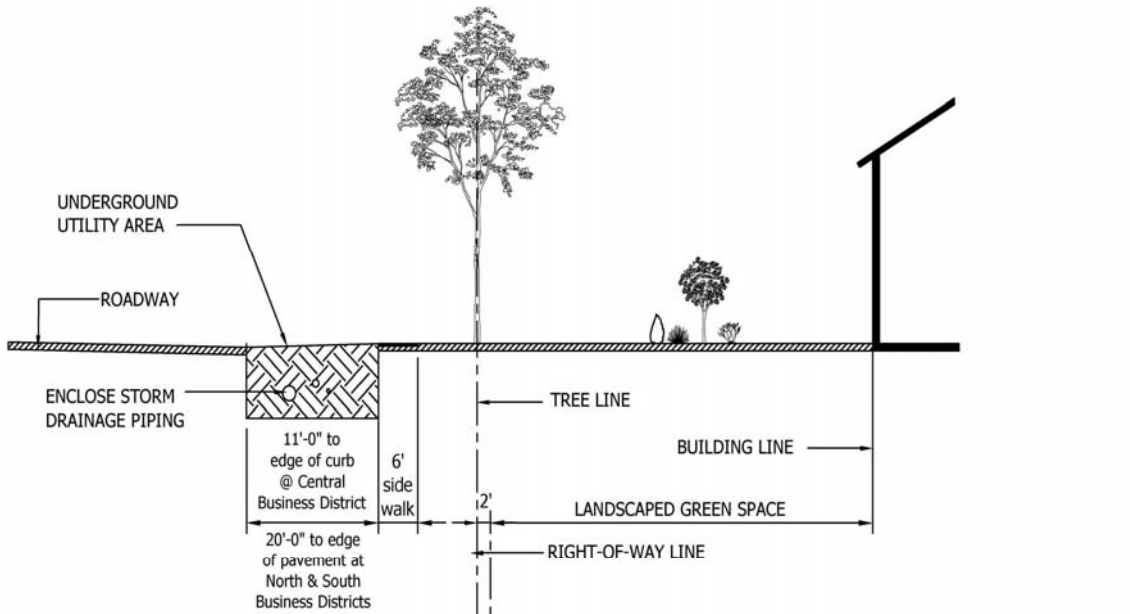 UNDERGROUND
UTILITY AREA
ROADWAY
ENCLOSE STORM
DRAINAGE PIPING
TREE LINE
BUILDING LINE
11'-0" to
edge of curb
@ Central
Business District
6'
side
walk
2'
LANDSCAPED GREEN SPACE
20'-0" to edge
of pavement at
North & South
Business Districts
RIGHT-OF-WAY LINE